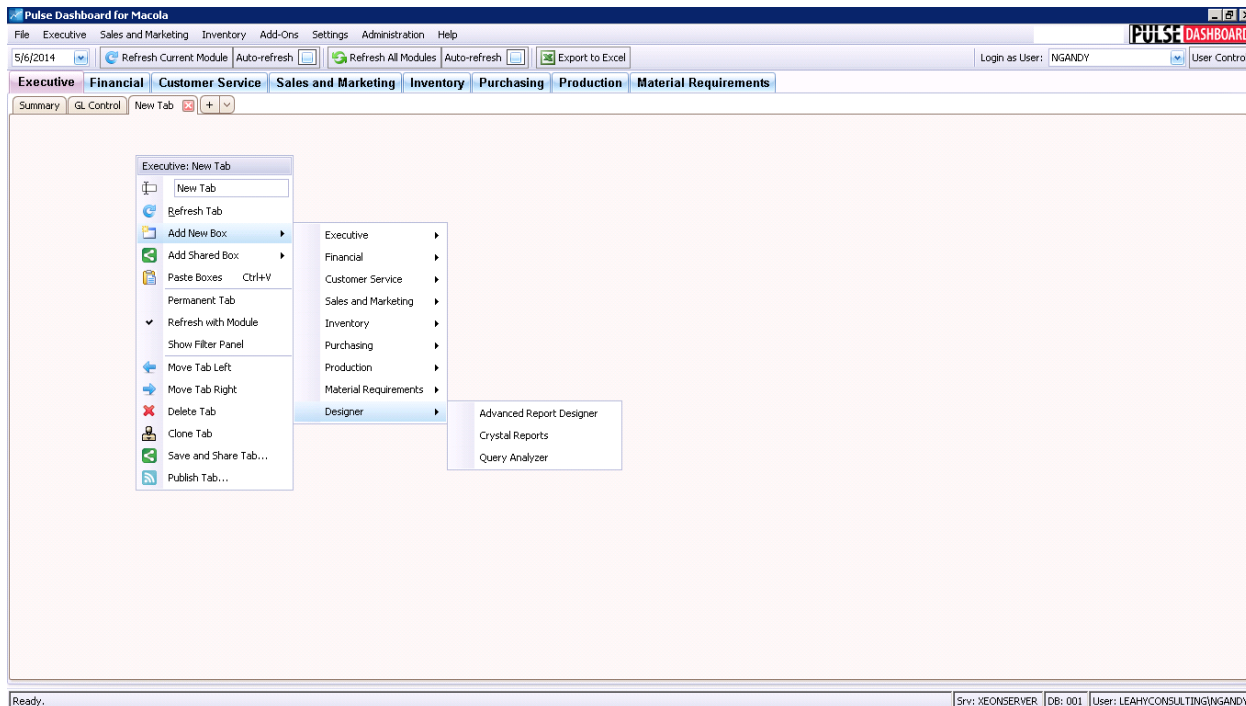 Pulse Dashboard for Macola
File Executive Sales and Marketing Inventory Add-Ons Settings Administration Help
PULSE DASHBOARD
5/6/2014 Refresh Current Module Auto-refresh Refresh All Modules Auto-refresh Export to Excel Login as User: NGANDY User Contro
Executive Financial Customer Service Sales and Marketing Inventory Purchasing Production Material Requirements
Summary GL Control New Tab +
Executive: New Tab
New Tab
Refresh Tab
Add New Box
Add Shared Box
Paste Boxes Ctrl+V
Permanent Tab
Refresh with Module
Show Filter Panel
Move Tab Left
Move Tab Right
Delete Tab
Clone Tab
Save and Share Tab...
Publish Tab...
Executive
Financial
Customer Service
Sales and Marketing
Inventory
Purchasing
Production
Material Requirements
Designer
Advanced Report Designer
Crystal Reports
Query Analyzer
Ready. Srv: XEONSERVER DB: 001 User: LEAHYCONSULTING\NGANDY